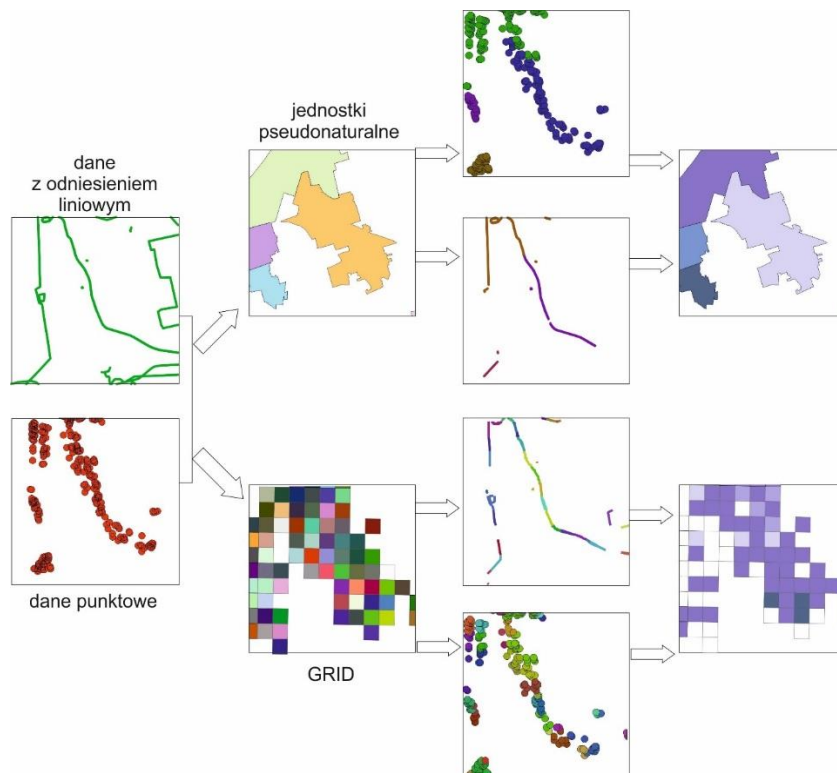 jednostki
pseudonaturalne
dane
z odniesieniem
liniowym
dane punktowe
GRID